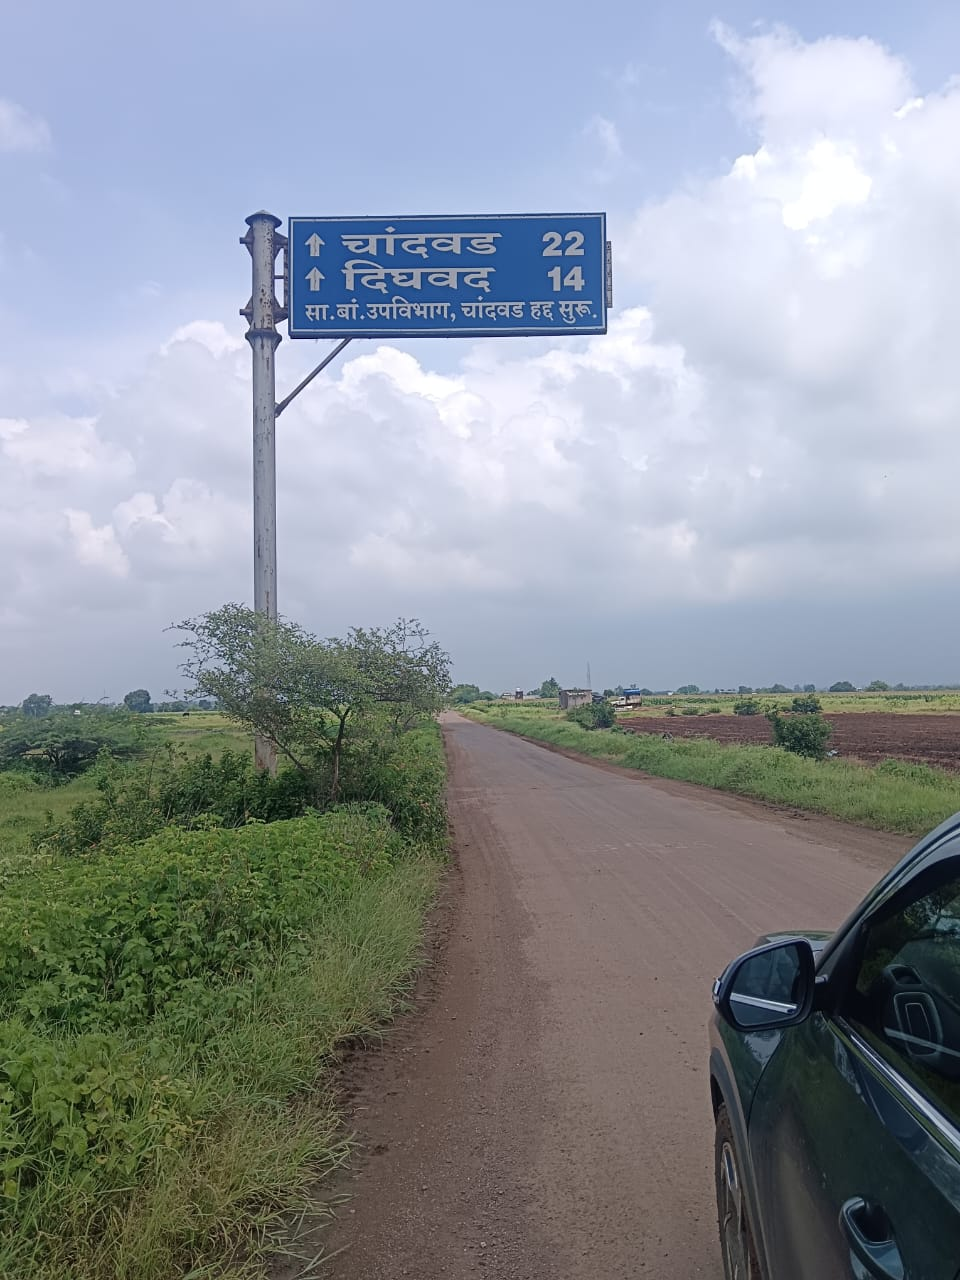 ↑ चांदवड 22
↑ दिघवद 14
सा.बां.उपविभाग, चांदवड हद्द सुरू.